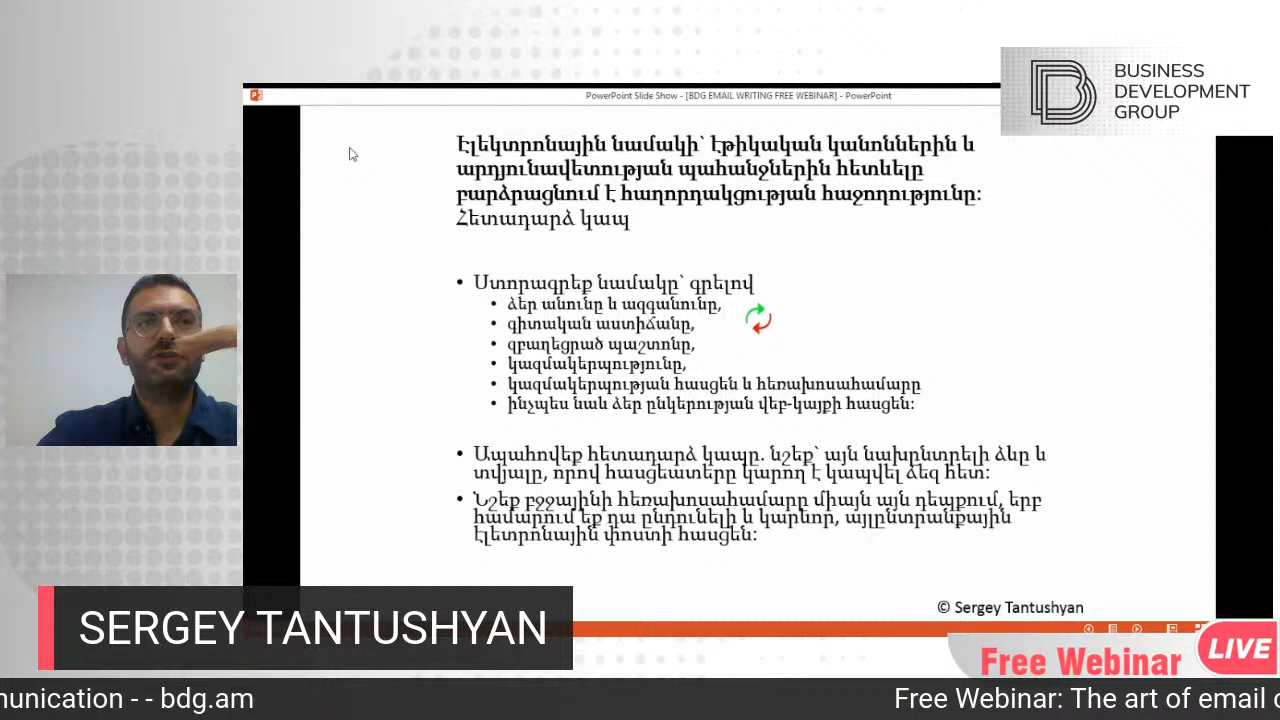 BUSINESS
DEVELOPMENT
GROUP
PowerPoint Slide Show - [BDG EMAIL WRITING FREE WEBINAR] - PowerPoint
Էլեկտրոնային նամակի՝ էթիկական կանոններին և
արդյունավետության պահանջներին հետևելը
բարձրացնում է հաղորդակցության հաջողությունը:
Հետադարձ կապ
• Ստորագրեք նամակը՝ գրելով
• ձեր անունը և ազգանունը,
• գիտական աստիճանը,
• զբաղեցրած պաշտոնը,
• կազմակերպությունը,
• կազմակերպության հասցեն և հեռախոսահամարը
• ինչպես նաև ձեր ընկերության վեբ-կայքի հասցեն:
• Ապահովեք հետադարձ կապը. նշեք՝ այն նախընտրելի ձևը և
տվյալը, որով հասցեատերը կարող է կապվել ձեզ հետ:
• Նշեք բջջայինի հեռախոսահամարը միայն այն դեպքում, երբ
համարում եք դա ընդունելի և կարևոր, այլընտրանքային
էլետրոնային փոստի հասցեն:
© Sergey Tantushyan
SERGEY TANTUSHYAN
Free Webinar
LIVE
munication - - bdg.am
Free Webinar: The art of email c